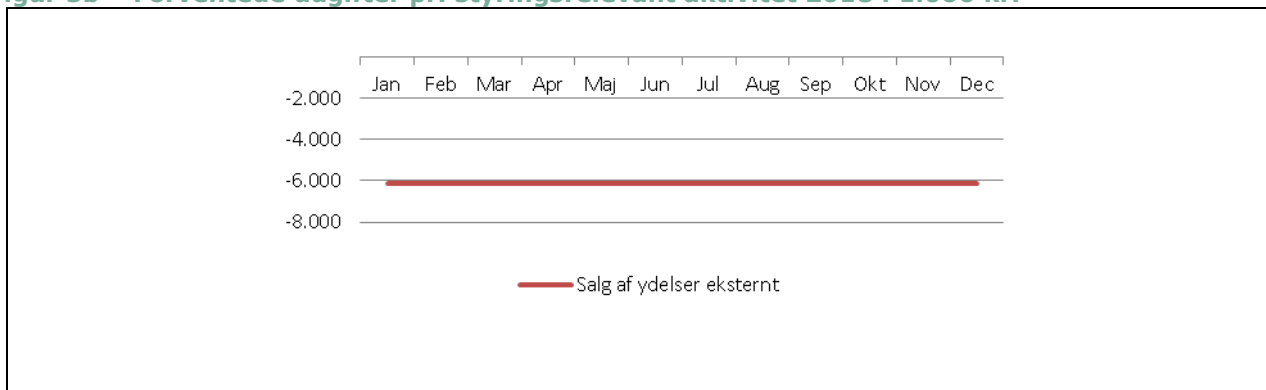 Jan Feb Mar Apr Maj Jun Jul Aug Sep Okt Nov Dec
-2.000
-4.000
-6.000
-8.000
Salg af ydelser eksternt